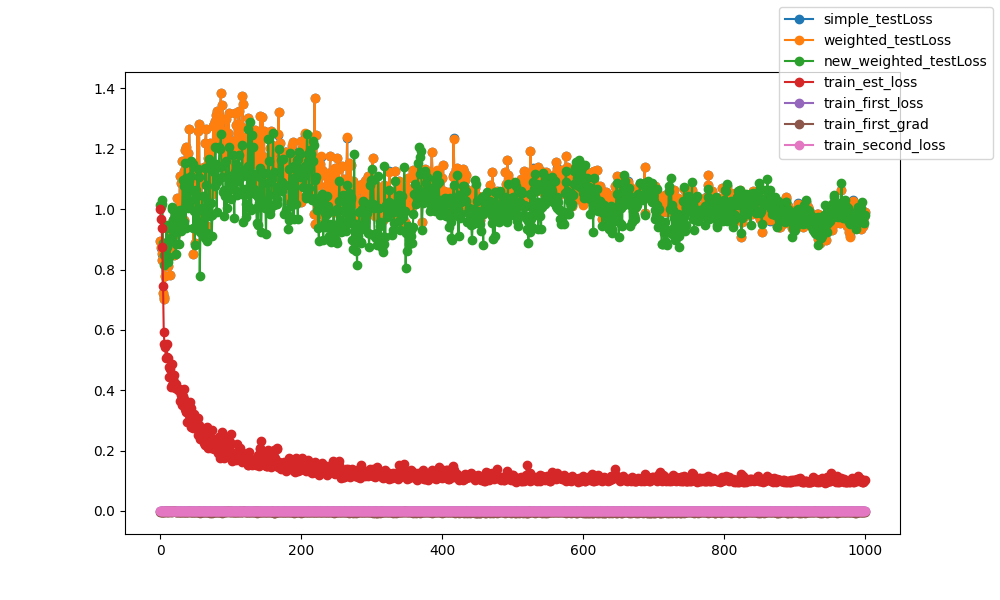 simple_testLoss
weighted_testLoss
new_weighted_testLoss
train_est_loss
train_first_loss
train_first_grad
train_second_loss
1.4
1.2
1.0
0.8
0.6
0.4
0.2
0.0
0 200 400 600 800 1000